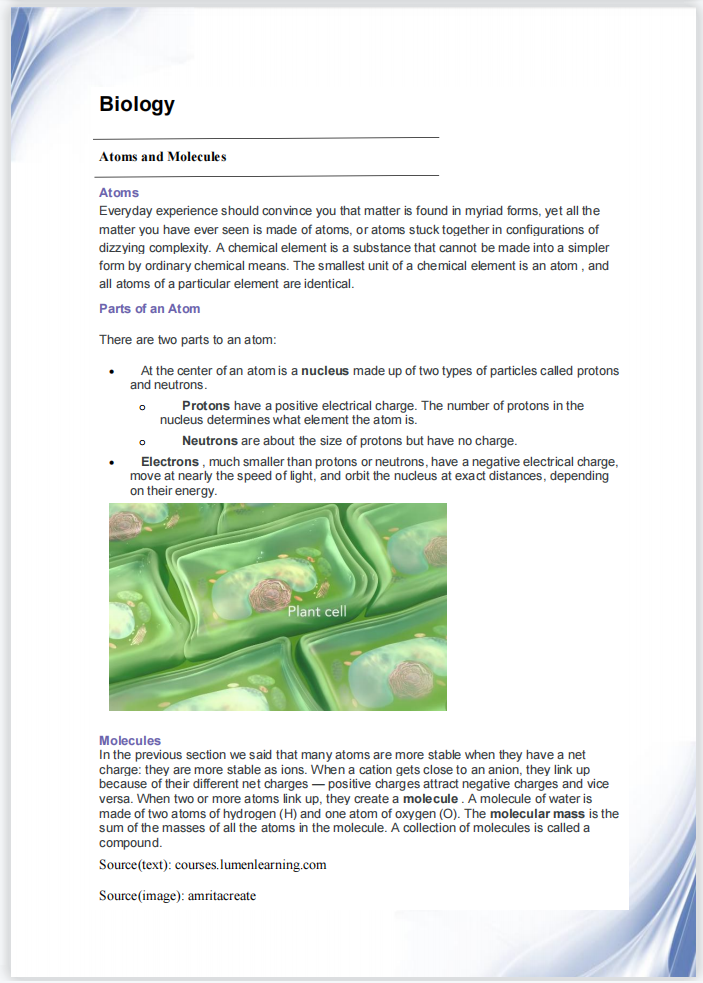 Biology
Atoms and Molecules
Atoms
Everyday experience should convince you that matter is found in myriad forms, yet all the
matter you have ever seen is made of atoms, or atoms stuck together in configurations of
dizzying complexity. A chemical element is a substance that cannot be made into a simpler
form by ordinary chemical means. The smallest unit of a chemical element is an atom , and
all atoms of a particular element are identical.
Parts of an Atom
There are two parts to an atom:
• At the center of an atom is a nucleus made up of two types of particles called protons
and neutrons.
o Protons have a positive electrical charge. The number of protons in the
nucleus determines what element the atom is.
o Neutrons are about the size of protons but have no charge.
• Electrons , much smaller than protons or neutrons, have a negative electrical charge,
move at nearly the speed of light, and orbit the nucleus at exact distances, depending
on their energy.
Plant cell
Molecules
In the previous section we said that many atoms are more stable when they have a net
charge: they are more stable as ions. When a cation gets close to an anion, they link up
because of their different net charges — positive charges attract negative charges and vice
versa. When two or more atoms link up, they create a molecule . A molecule of water is
made of two atoms of hydrogen (H) and one atom of oxygen (O). The molecular mass is the
sum of the masses of all the atoms in the molecule. A collection of molecules is called a
compound.
Source(text): courses.lumenlearning.com
Source(image): amritacreate